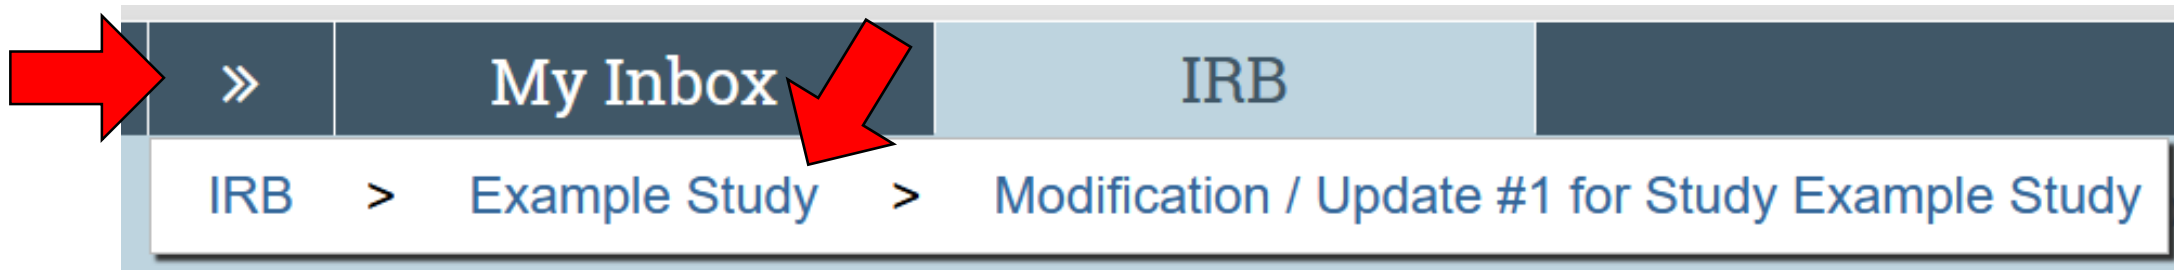 » My Inbox IRB
IRB > Example Study > Modification / Update #1 for Study Example Study